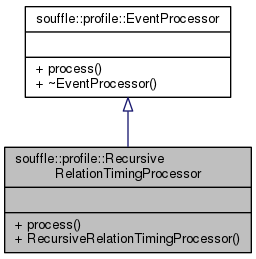 souffle::profile::EventProcessor
+ process()
+ ~EventProcessor()
souffle::profile::Recursive
RelationTimingProcessor
+ process()
+ RecursiveRelationTimingProcessor()